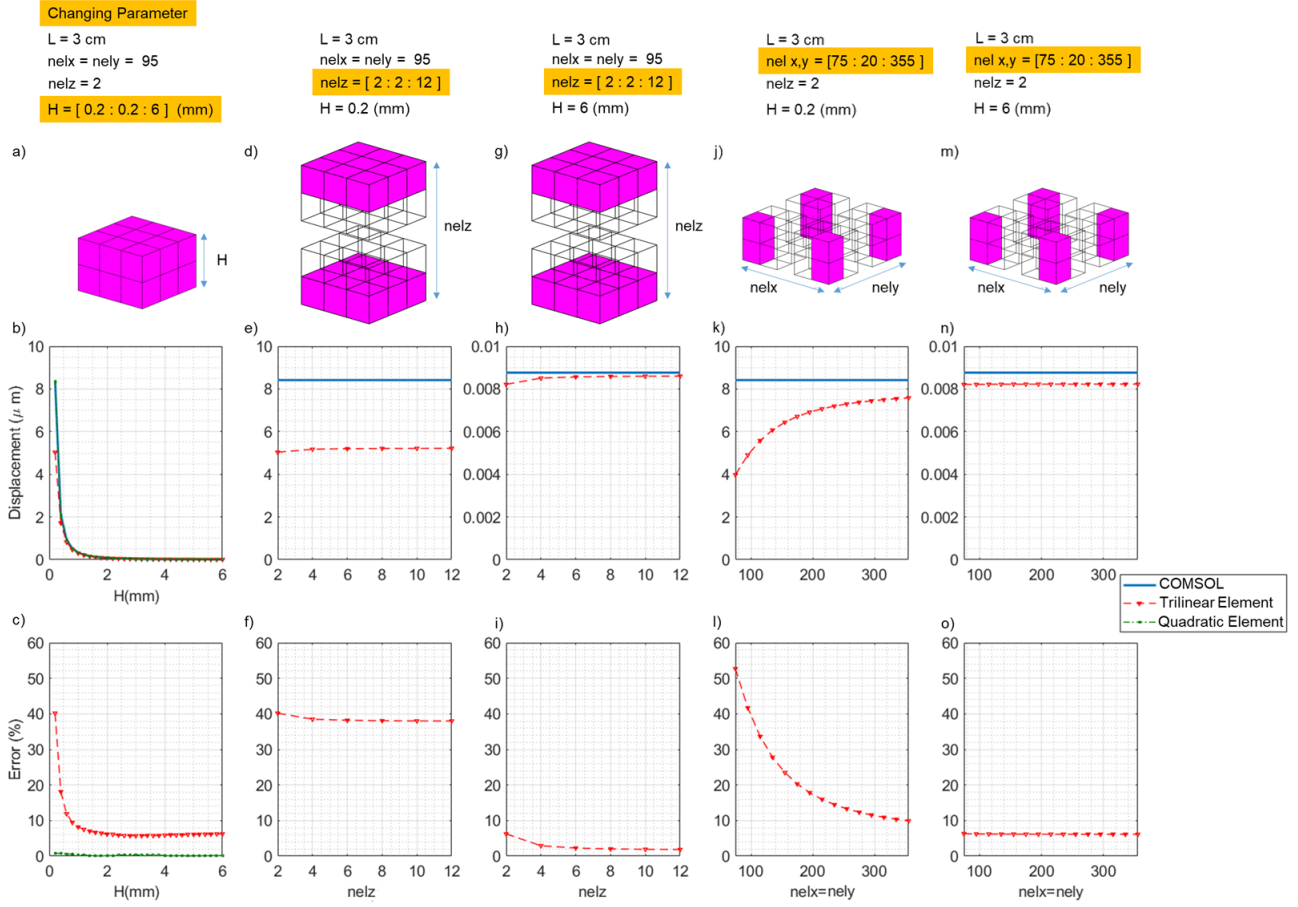 Changing Parameter
L = 3 cm
nelx = nely = 95
nelz = 2
H = [ 0.2 : 0.2 : 6 ] (mm)
L = 3 cm
nelx = nely = 95
nelz = [ 2 : 2 : 12 ]
H = 0.2 (mm)
L = 3 cm
nelx = nely = 95
nelz = [ 2 : 2 : 12 ]
H = 6 (mm)
L = 3 cm
nel x,y = [75 : 20 : 355 ]
nelz = 2
H = 0.2 (mm)
L = 3 cm
nel x,y = [75 : 20 : 355 ]
nelz = 2
H = 6 (mm)
a)
H
d)
nelz
g)
nelz
j)
nelx
nely
m)
nelx
nely
b)
Displacement (μ m)
10
8
6
4
2
0
0 2 4 6
H(mm)
e)
10
8
6
4
2
0
2 4 6 8 10 12
h)
0.01
0.008
0.006
0.004
0.002
0
2 4 6 8 10 12
k)
10
8
6
4
2
0
100 200 300
n)
0.01
0.008
0.006
0.004
0.002
0
100 200 300
COMSOL
Trilinear Element
Quadratic Element
c)
Error (%)
60
50
40
30
20
10
0
0 2 4 6
H(mm)
f)
60
50
40
30
20
10
0
2 4 6 8 10 12
nelz
i)
60
50
40
30
20
10
0
2 4 6 8 10 12
nelz
l)
60
50
40
30
20
10
0
100 200 300
nelx=nely
o)
60
50
40
30
20
10
0
100 200 300
nelx=nely